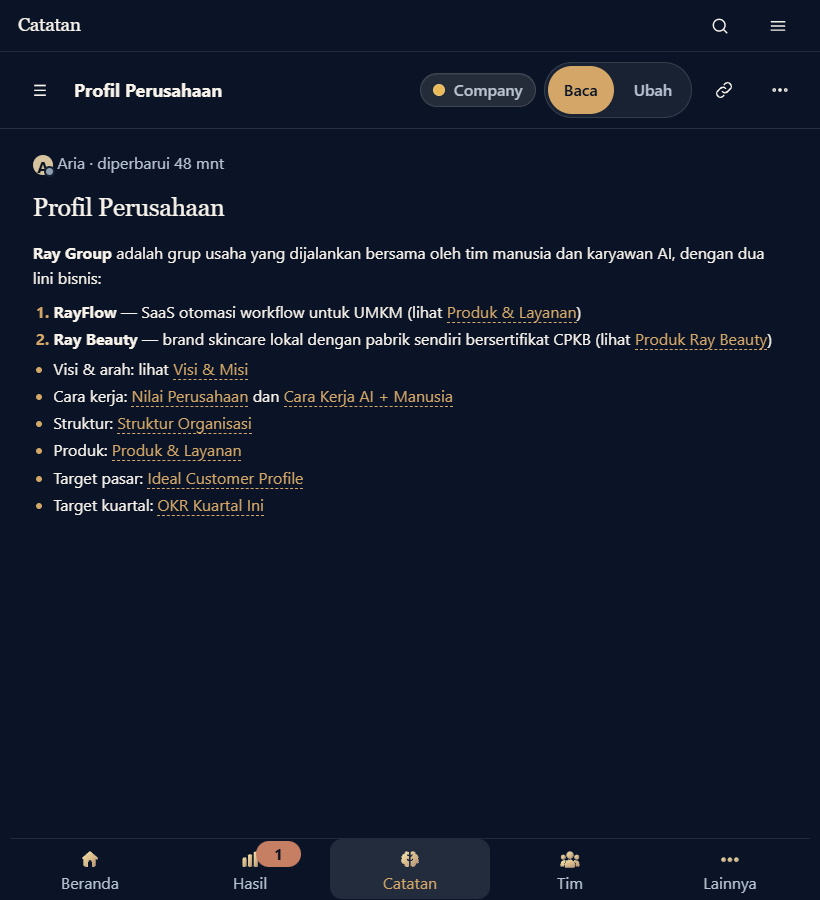 Catatan
Profil Perusahaan
Company
Baca
Ubah
A
Aria · diperbarui 48 mnt
Profil Perusahaan
Ray Group adalah grup usaha yang dijalankan bersama oleh tim manusia dan karyawan AI, dengan dua
lini bisnis:
1. RayFlow — SaaS otomasi workflow untuk UMKM (lihat Produk & Layanan)
2. Ray Beauty — brand skincare lokal dengan pabrik sendiri bersertifikat CPKB (lihat Produk Ray Beauty)
• Visi & arah: lihat Visi & Misi
• Cara kerja: Nilai Perusahaan dan Cara Kerja AI + Manusia
• Struktur: Struktur Organisasi
• Produk: Produk & Layanan
• Target pasar: Ideal Customer Profile
• Target kuartal: OKR Kuartal Ini
1
Beranda
Hasil
Catatan
Tim
Lainnya